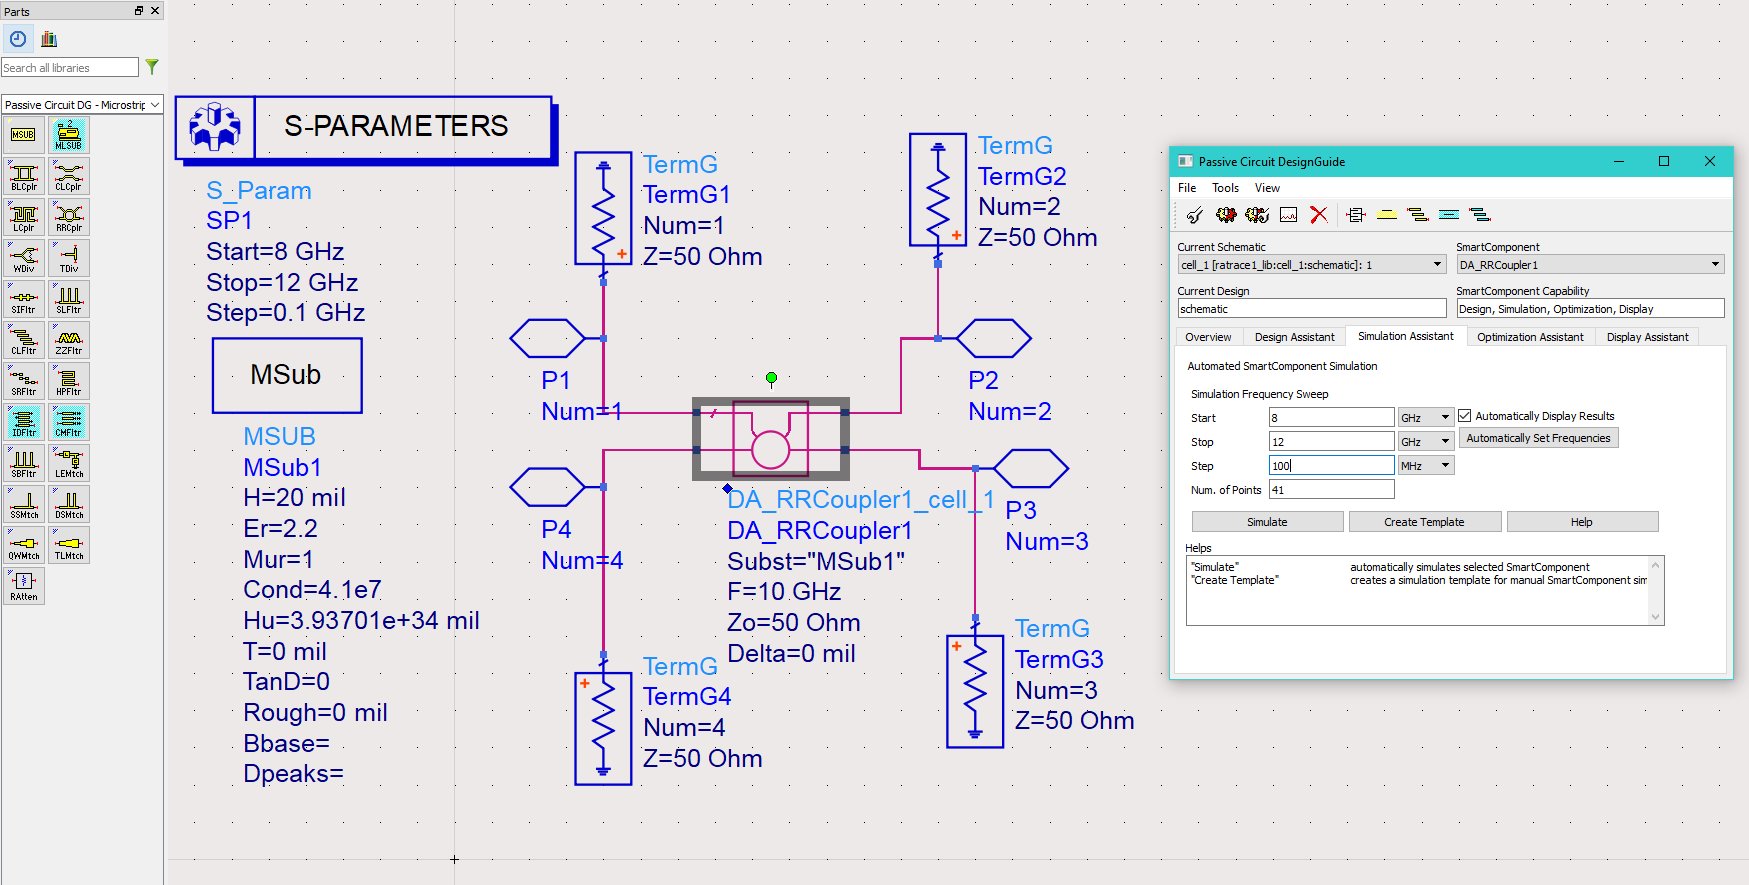 Parts
Search all libraries
Passive Circuit DG - Microstrip
MSUB
MLSUB
BLCplr
CLCplr
LCplr
RRCplr
WDiv
TDiv
SIFltr
SLFltr
CLFltr
ZZFltr
SRFltr
HPFltr
IDFltr
CMFltr
SBFltr
LEMtch
SSMtch
DSMtch
QWMtch
TLMtch
RAtten
S-PARAMETERS
S_Param
SP1
Start=8 GHz
Stop=12 GHz
Step=0.1 GHz
MSub
MSUB
MSub1
H=20 mil
Er=2.2
Mur=1
Cond=4.1e7
Hu=3.93701e+34 mil
T=0 mil
TanD=0
Rough=0 mil
Bbase=
Dpeaks=
TermG
TermG1
Num=1
Z=50 Ohm
TermG
TermG2
Num=2
Z=50 Ohm
P1
Num=1
P2
Num=2
P4
Num=4
P3
Num=3
DA_RRCoupler1_cell_1
DA_RRCoupler1
Subst="MSub1"
F=10 GHz
Zo=50 Ohm
Delta=0 mil
TermG
TermG4
Num=4
Z=50 Ohm
TermG
TermG3
Num=3
Z=50 Ohm
Passive Circuit DesignGuide
File Tools View
Current Schematic SmartComponent
cell_1 [ratrace1_lib:cell_1:schematic]: 1 DA_RRCoupler1
Current Design SmartComponent Capability
schematic Design, Simulation, Optimization, Display
Overview Design Assistant Simulation Assistant Optimization Assistant Display Assistant
Automated SmartComponent Simulation
Simulation Frequency Sweep
Start 8 GHz Automatically Display Results
Stop 12 GHz Automatically Set Frequencies
Step 100 MHz
Num. of Points 41
Simulate Create Template Help
Helps
"Simulate" automatically simulates selected SmartComponent
"Create Template" creates a simulation template for manual SmartComponent sim